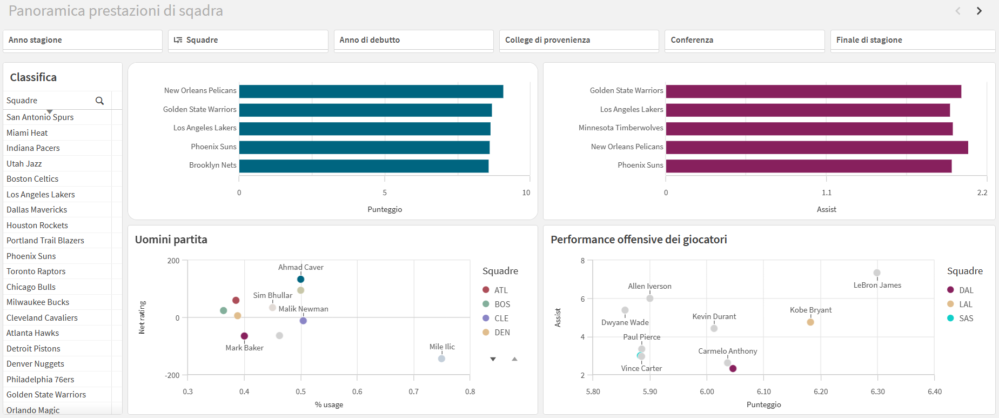 Panoramica prestazioni di sqadra
Anno stagione
Squadre
Anno di debutto
College di provenienza
Conferenza
Finale di stagione
Classifica
Squadre
San Antonio Spurs
Miami Heat
Indiana Pacers
Utah Jazz
Boston Celtics
Los Angeles Lakers
Dallas Mavericks
Houston Rockets
Portland Trail Blazers
Phoenix Suns
Toronto Raptors
Chicago Bulls
Milwaukee Bucks
Cleveland Cavaliers
Atlanta Hawks
Detroit Pistons
Denver Nuggets
Philadelphia 76ers
Golden State Warriors
Orlando Magic
New Orleans Pelicans
Golden State Warriors
Los Angeles Lakers
Phoenix Suns
Brooklyn Nets
0 5 10
Punteggio
Golden State Warriors
Los Angeles Lakers
Minnesota Timberwolves
New Orleans Pelicans
Phoenix Suns
0 1.1 2.2
Assist
Uomini partita
200
0
-200
Net rating
Ahmad Caver
Sim Bhullar
Malik Newman
Mark Baker
Mile Ilic
0.3 0.4 0.5 0.6 0.7 0.8
% usage
Squadre
ATL
BOS
CLE
DEN
Performance offensive dei giocatori
8
6
4
2
Assist
Allen Iverson
LeBron James
Kobe Bryant
Kevin Durant
Dwyane Wade
Paul Pierce
Carmelo Anthony
Vince Carter
5.80 5.90 6.00 6.10 6.20 6.30 6.40
Punteggio
Squadre
DAL
LAL
SAS